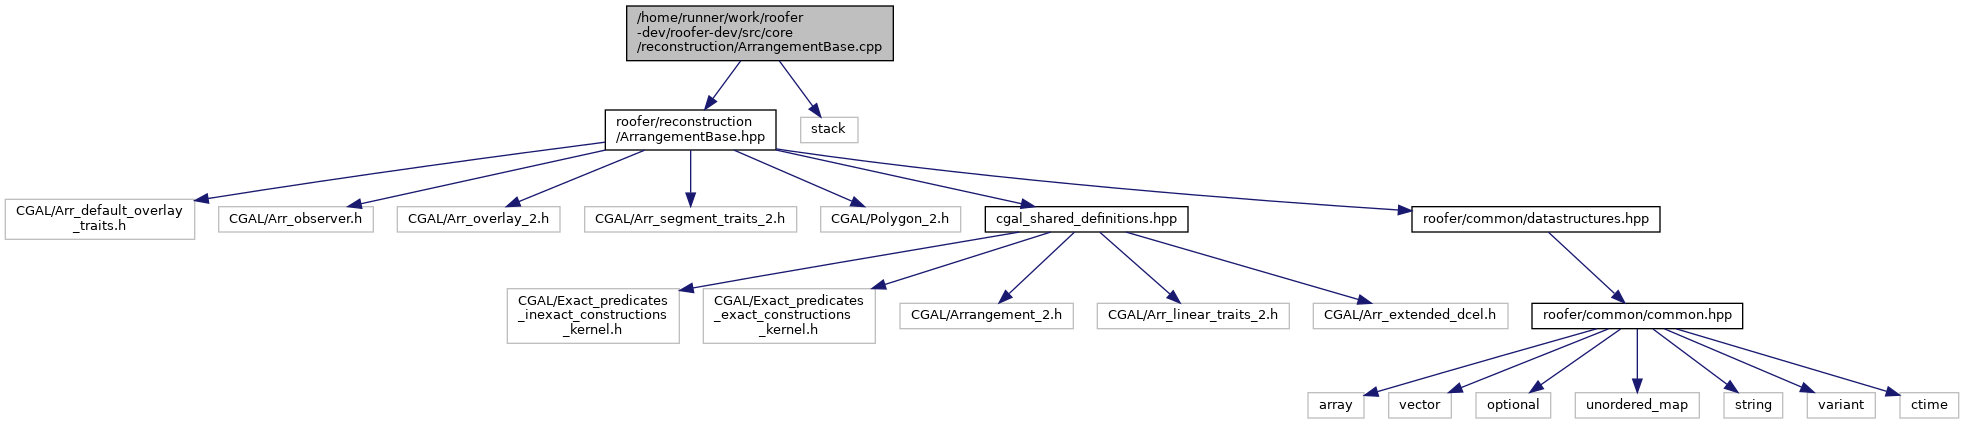 /home/runner/work/roofer
-dev/roofer-dev/src/core
/reconstruction/ArrangementBase.cpp
roofer/reconstruction
/ArrangementBase.hpp
stack
CGAL/Arr_default_overlay
_traits.h
CGAL/Arr_observer.h
CGAL/Arr_overlay_2.h
CGAL/Arr_segment_traits_2.h
CGAL/Polygon_2.h
cgal_shared_definitions.hpp
roofer/common/datastructures.hpp
CGAL/Exact_predicates
_inexact_constructions
_kernel.h
CGAL/Exact_predicates
_exact_constructions
_kernel.h
CGAL/Arrangement_2.h
CGAL/Arr_linear_traits_2.h
CGAL/Arr_extended_dcel.h
roofer/common/common.hpp
array
vector
optional
unordered_map
string
variant
ctime